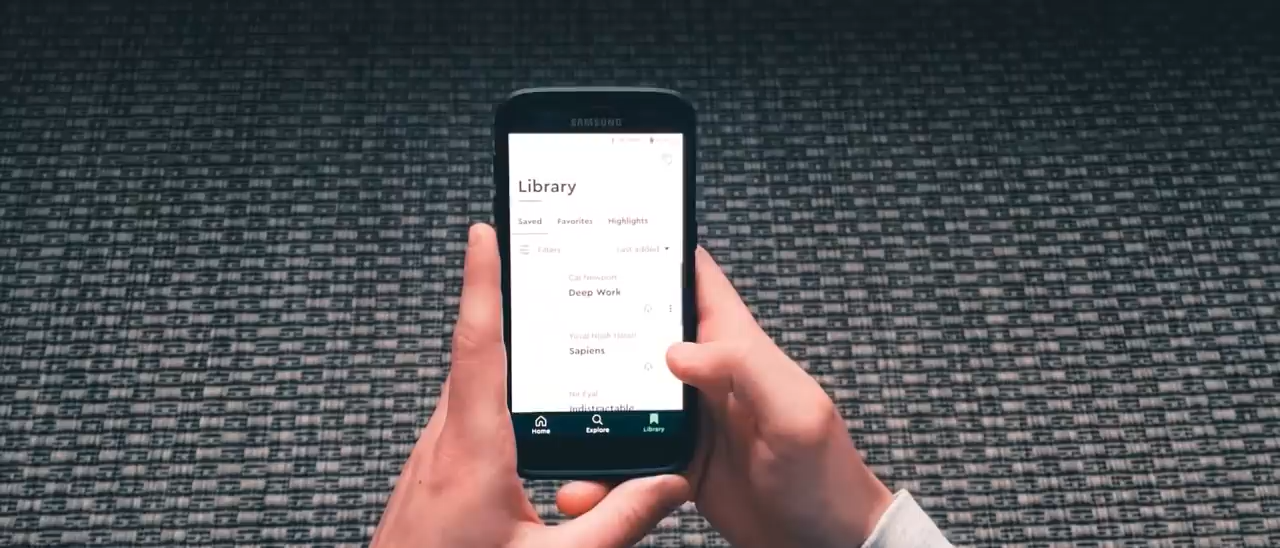 SAMSUNG
Library
Saved Favorites Highlights
Filters Last added
Cal Newport
Deep Work
Yuval Noah Harari
Sapiens
Nir Eyal
Indistractable
Home Explore Library